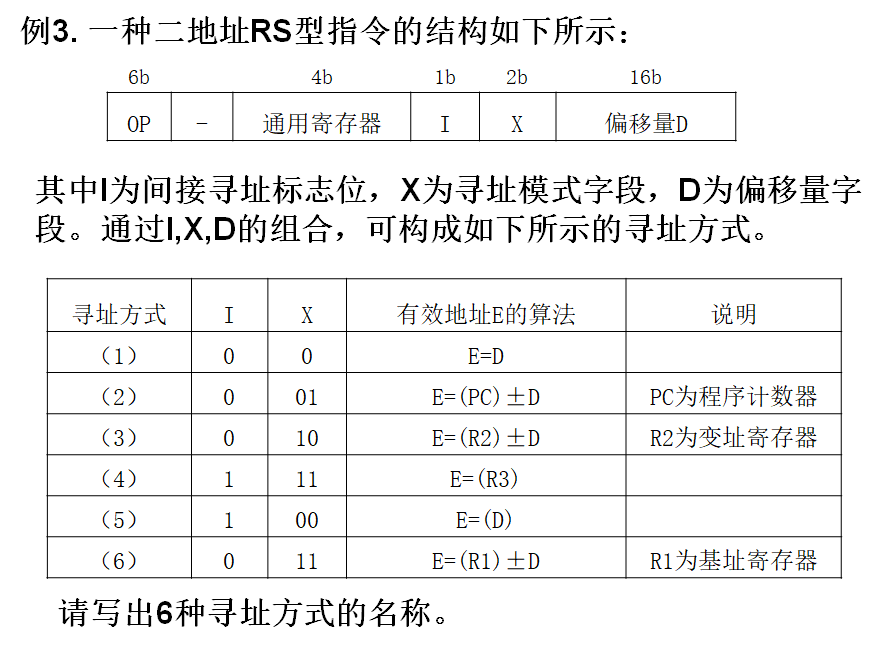 例3. 一种二地址RS型指令的结构如下所示：
6b 4b 1b 2b 16b
OP - 通用寄存器 I X 偏移量D
其中I为间接寻址标志位，X为寻址模式字段，D为偏移量字
段。通过I,X,D的组合，可构成如下所示的寻址方式。
寻址方式 I X 有效地址E的算法 说明
（1） 0 0 E=D
（2） 0 01 E=(PC)±D PC为程序计数器
（3） 0 10 E=(R2)±D R2为变址寄存器
（4） 1 11 E=(R3)
（5） 1 00 E=(D)
（6） 0 11 E=(R1)±D R1为基址寄存器
请写出6种寻址方式的名称。